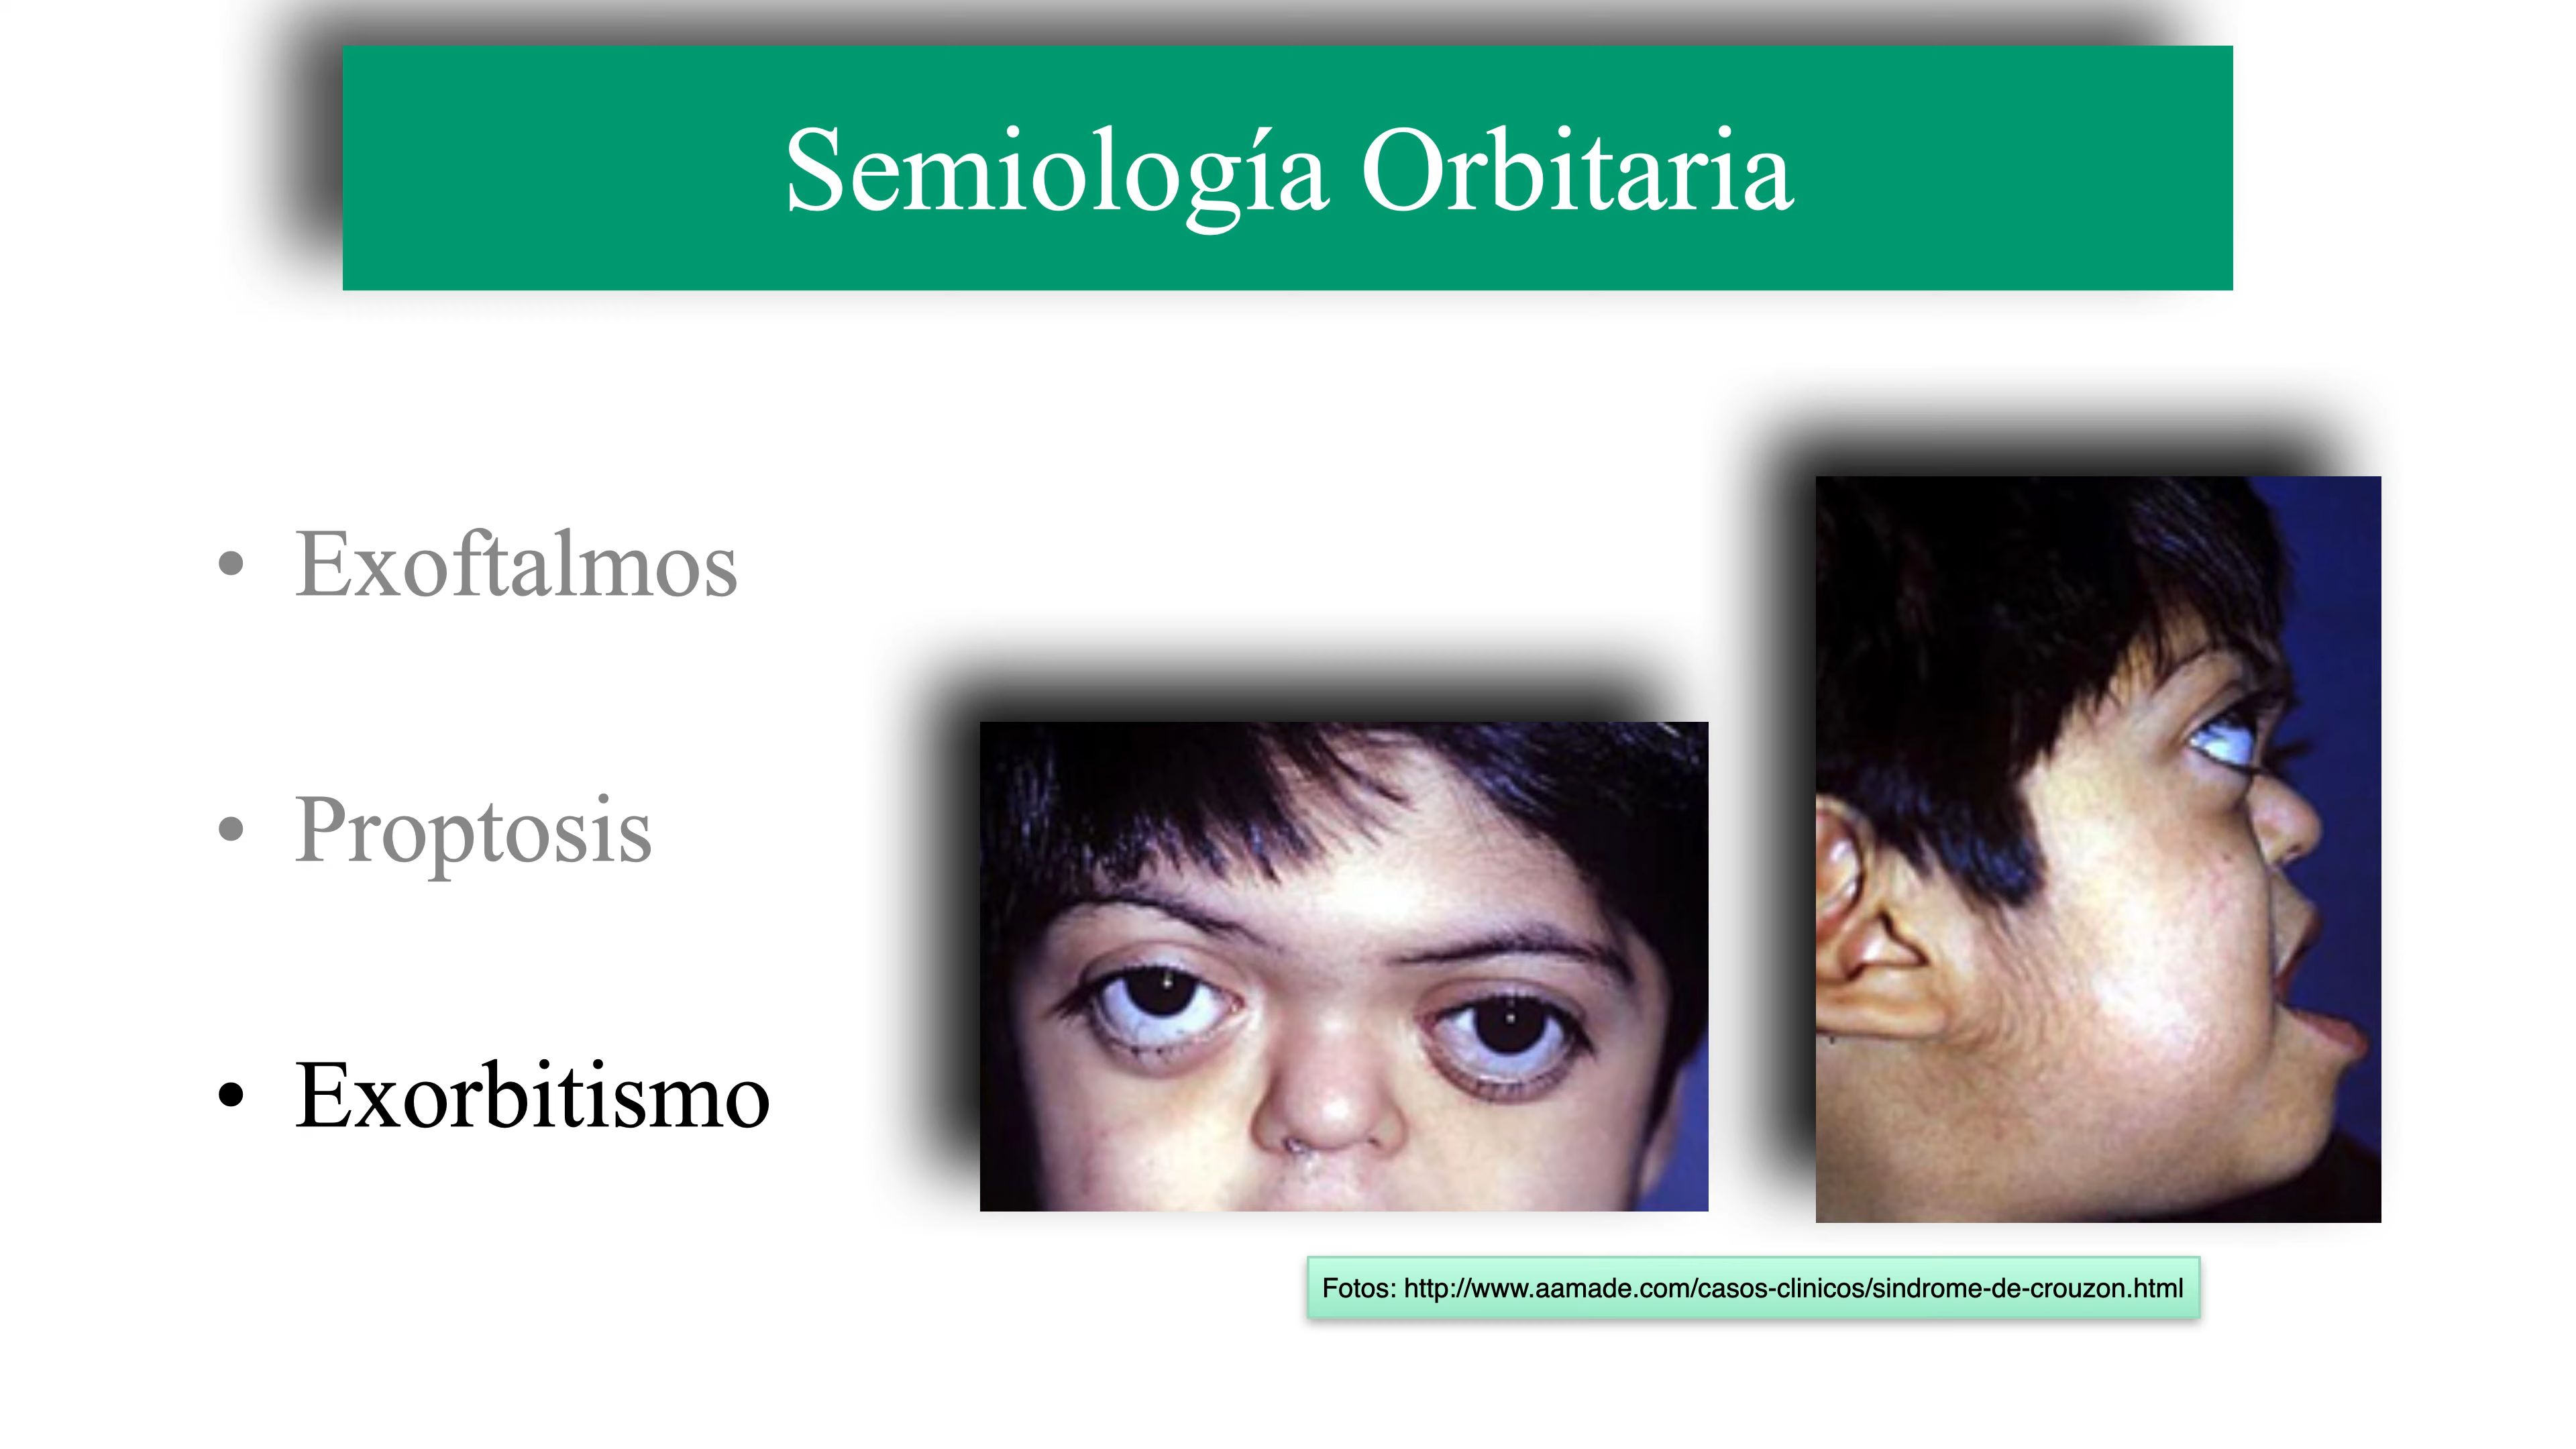 Semiología Orbitaria
• Exoftalmos
• Proptosis
• Exorbitismo
Fotos: http://www.aamade.com/casos-clinicos/sindrome-de-crouzon.html